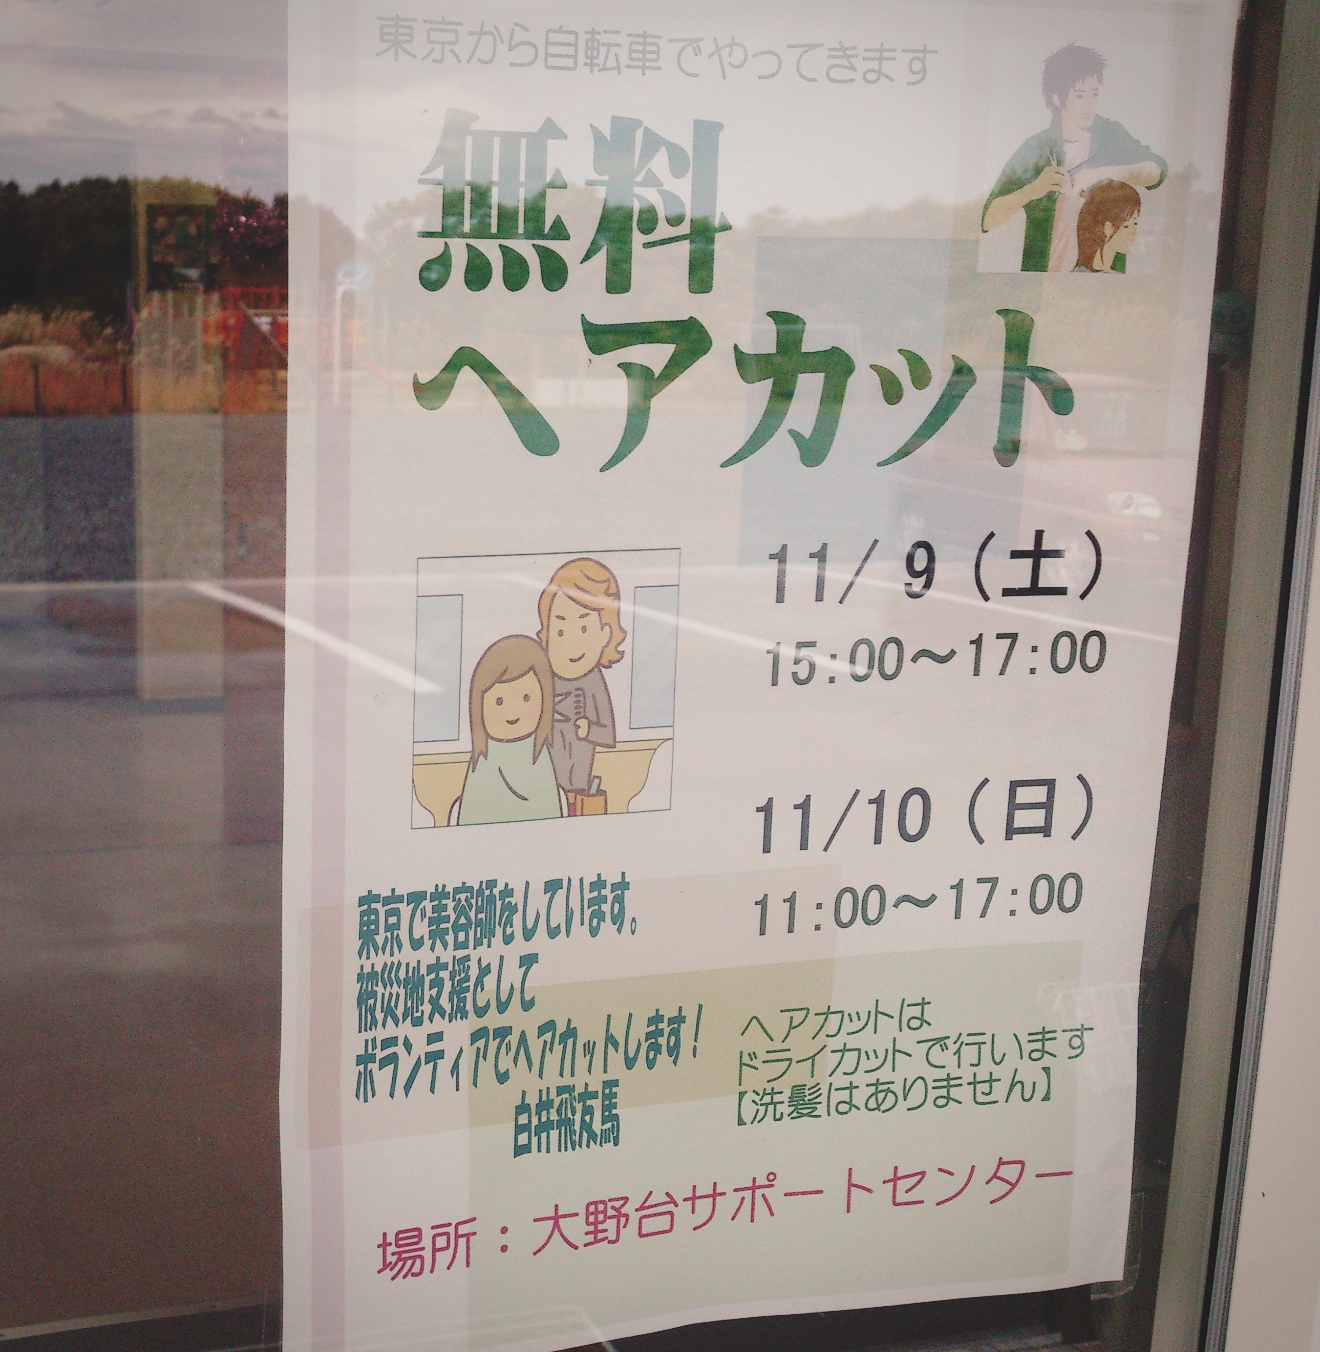 東京から自転車でやってきます
無料
ヘアカット
11/ 9（土）
15:00～17:00
11/10（日）
11:00～17:00
東京で美容師をしています。
被災地支援として
ボランティアでヘアカットします！
白井飛友馬
ヘアカットは
ドライカットで行います
【洗髪はありません】
場所：大野台サポートセンター